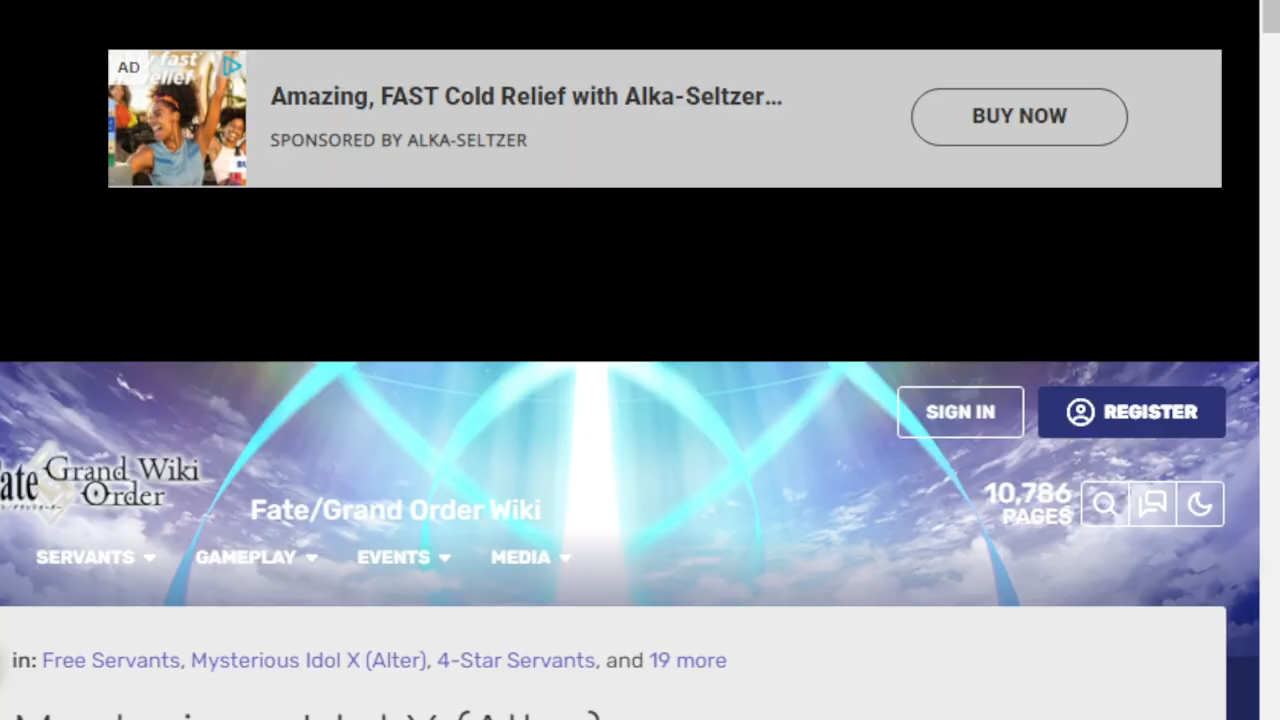 AD
fast
relief
Amazing, FAST Cold Relief with Alka-Seltzer...
SPONSORED BY ALKA-SELTZER
BUY NOW
SIGN IN
REGISTER
Grand Wiki
Order
Fate/Grand Order Wiki
10,786
PAGES
SERVANTS
GAMEPLAY
EVENTS
MEDIA
in: Free Servants, Mysterious Idol X (Alter), 4-Star Servants, and 19 more